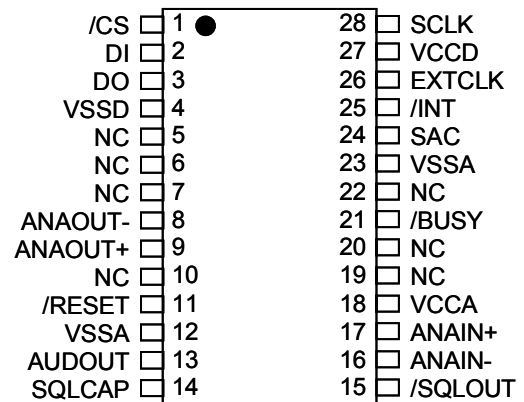 /CS 1 28 SCLK
DI 2 27 VCCD
DO 3 26 EXTCLK
VSSD 4 25 /INT
NC 5 24 SAC
NC 6 23 VSSA
NC 7 22 NC
ANAOUT- 8 21 /BUSY
ANAOUT+ 9 20 NC
NC 10 19 NC
/RESET 11 18 VCCA
VSSA 12 17 ANAIN+
AUDOUT 13 16 ANAIN-
SQLCAP 14 15 /SQLOUT